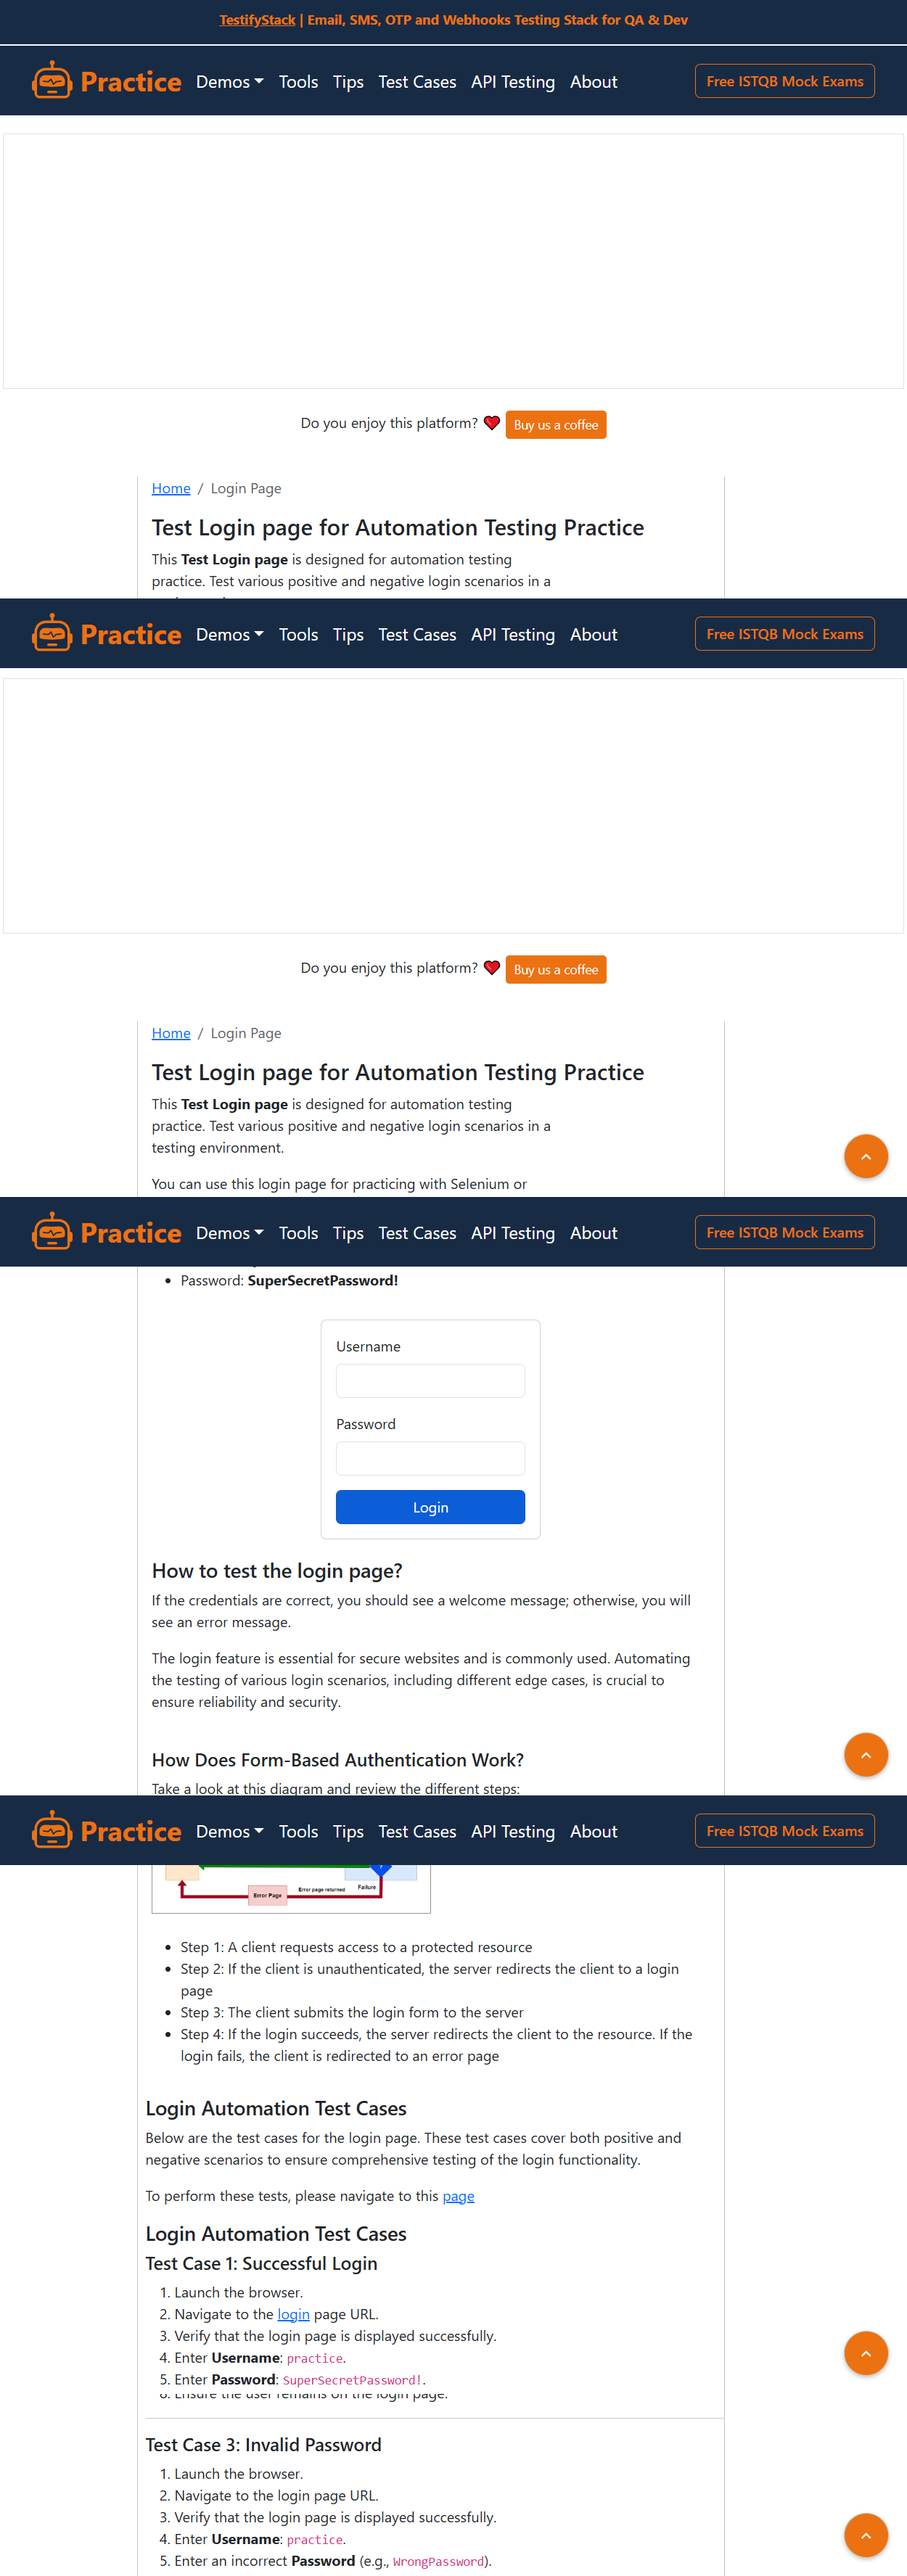 TestifyStack | Email, SMS, OTP and Webhooks Testing Stack for QA & Dev
Practice Demos Tools Tips Test Cases API Testing About Free ISTQB Mock Exams
Do you enjoy this platform? Buy us a coffee
Home / Login Page
Test Login page for Automation Testing Practice
This Test Login page is designed for automation testing
practice. Test various positive and negative login scenarios in a
Practice Demos Tools Tips Test Cases API Testing About Free ISTQB Mock Exams
Do you enjoy this platform? Buy us a coffee
Home / Login Page
Test Login page for Automation Testing Practice
This Test Login page is designed for automation testing
practice. Test various positive and negative login scenarios in a
testing environment.
You can use this login page for practicing with Selenium or
Practice Demos Tools Tips Test Cases API Testing About Free ISTQB Mock Exams
• Password: SuperSecretPassword!
Username
Password
Login
How to test the login page?
If the credentials are correct, you should see a welcome message; otherwise, you will
see an error message.
The login feature is essential for secure websites and is commonly used. Automating
the testing of various login scenarios, including different edge cases, is crucial to
ensure reliability and security.
How Does Form-Based Authentication Work?
Take a look at this diagram and review the different steps:
Practice Demos Tools Tips Test Cases API Testing About Free ISTQB Mock Exams
Error Page Error page returned Failure
• Step 1: A client requests access to a protected resource
• Step 2: If the client is unauthenticated, the server redirects the client to a login
page
• Step 3: The client submits the login form to the server
• Step 4: If the login succeeds, the server redirects the client to the resource. If the
login fails, the client is redirected to an error page
Login Automation Test Cases
Below are the test cases for the login page. These test cases cover both positive and
negative scenarios to ensure comprehensive testing of the login functionality.
To perform these tests, please navigate to this page
Login Automation Test Cases
Test Case 1: Successful Login
1. Launch the browser.
2. Navigate to the login page URL.
3. Verify that the login page is displayed successfully.
4. Enter Username: practice.
5. Enter Password: SuperSecretPassword!.
6. Ensure the user remains on the login page.
Test Case 3: Invalid Password
1. Launch the browser.
2. Navigate to the login page URL.
3. Verify that the login page is displayed successfully.
4. Enter Username: practice.
5. Enter an incorrect Password (e.g., WrongPassword).